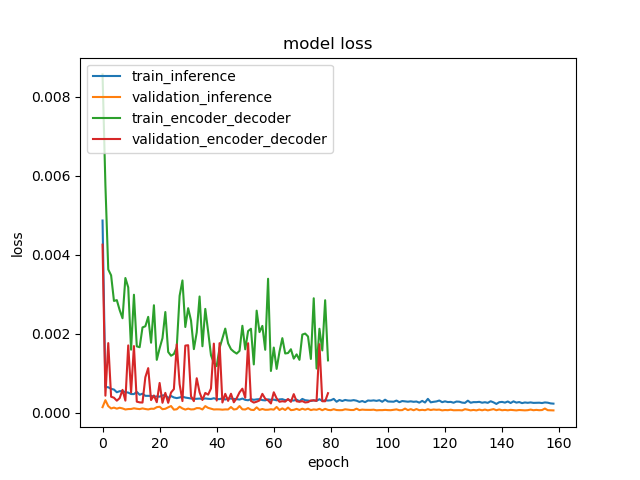 model loss
train_inference
validation_inference
train_encoder_decoder
validation_encoder_decoder
loss
0.008
0.006
0.004
0.002
0.000
0 20 40 60 80 100 120 140 160
epoch